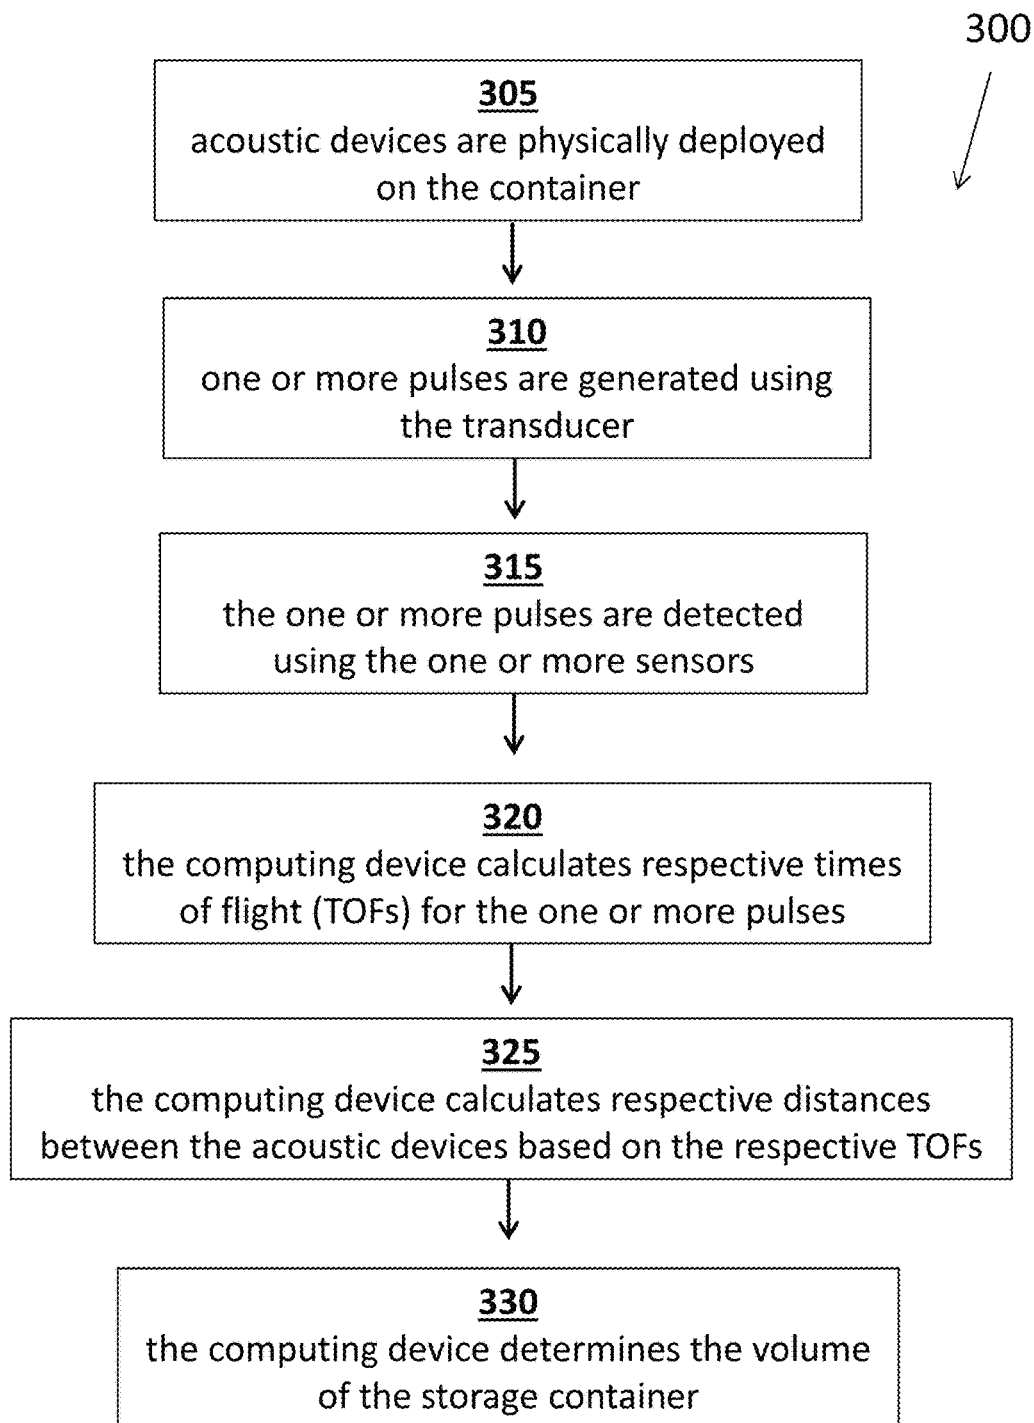 300
305
acoustic devices are physically deployed
on the container
310
one or more pulses are generated using
the transducer
315
the one or more pulses are detected
using the one or more sensors
320
the computing device calculates respective times
of flight (TOFs) for the one or more pulses
325
the computing device calculates respective distances
between the acoustic devices based on the respective TOFs
330
the computing device determines the volume
of the storage container